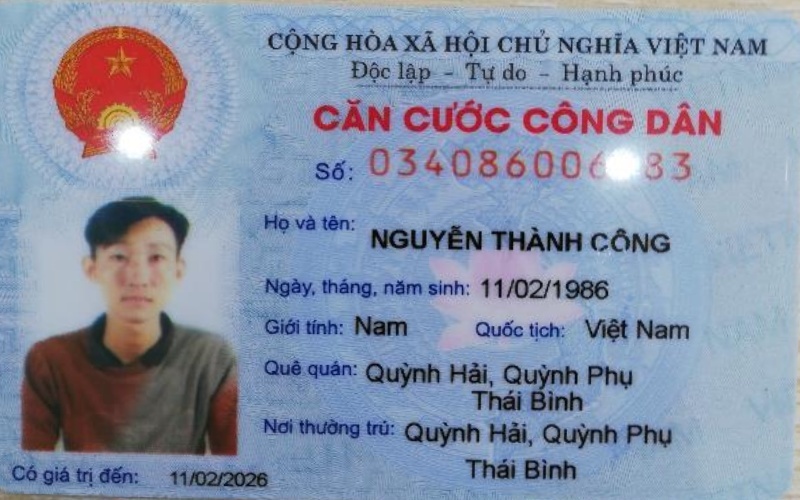 CỘNG HÒA XÃ HỘI CHỦ NGHĨA VIỆT NAM
Độc lập - Tự do - Hạnh phúc
CĂN CƯỚC CÔNG DÂN
Số:
Họ và tên: NGUYỄN THÀNH CÔNG
Ngày, tháng, năm sinh: 11/02/1986
Giới tính: Nam Quốc tịch: Việt Nam
Quê quán: Quỳnh Hải, Quỳnh Phụ
Thái Bình
Nơi thường trú: Quỳnh Hải, Quỳnh Phụ
Thái Bình
Có giá trị đến: 11/02/2026